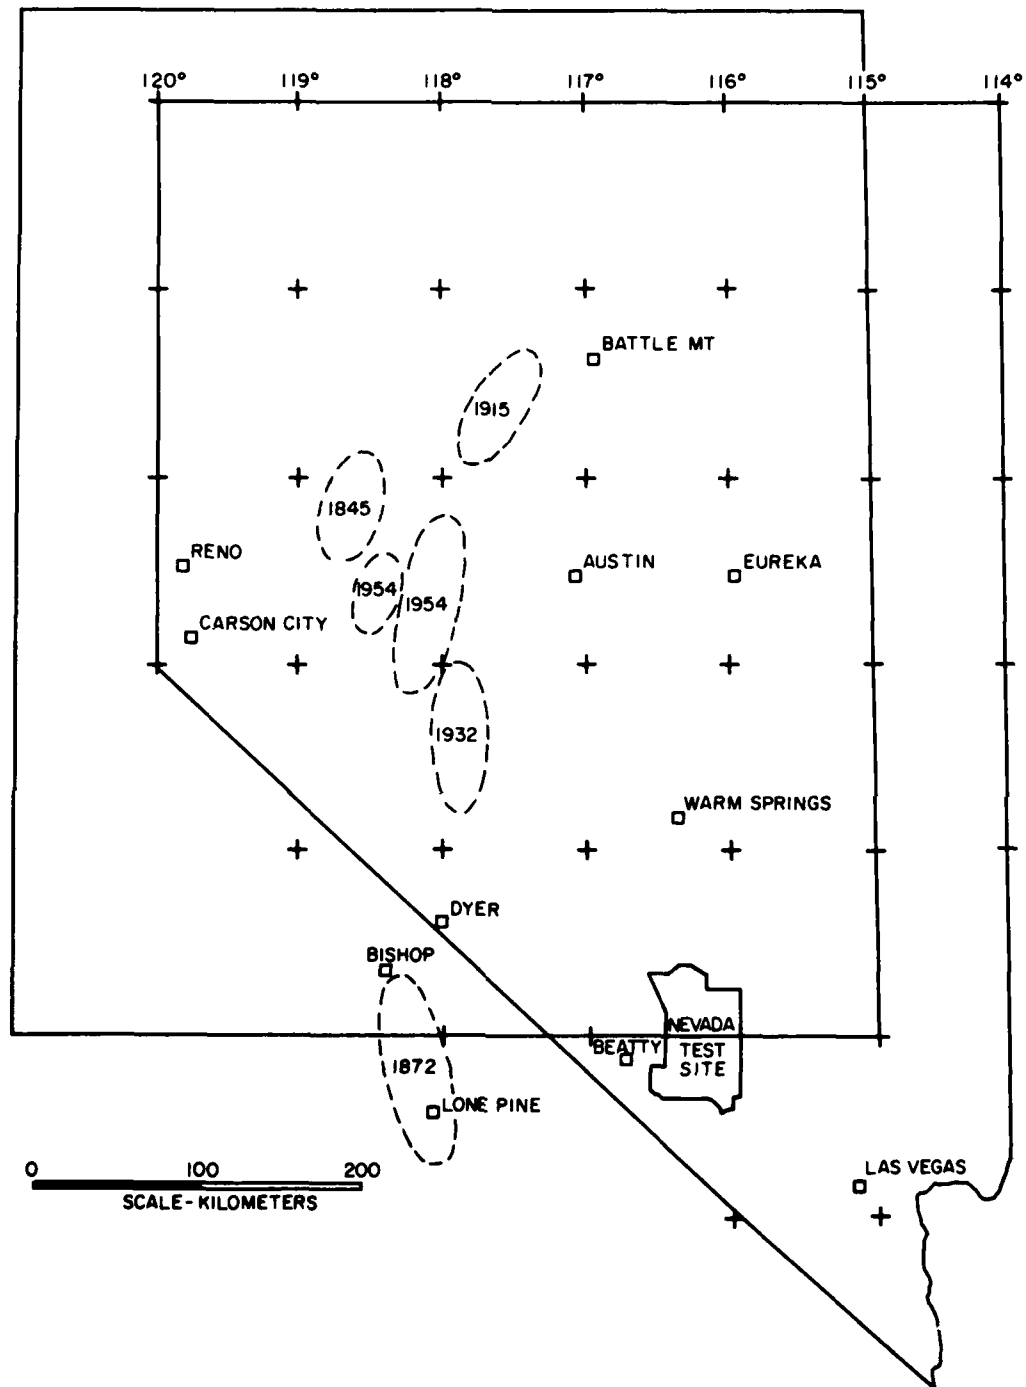 120° 119° 118° 117° 116° 115° 114°
BATTLE MT
1915
1845
RENO
AUSTIN
EUREKA
1954
1954
CARSON CITY
1932
WARM SPRINGS
DYER
BISHOP
NEVADA
TEST
SITE
BEATTY
1872
LONE PINE
0 100 200
SCALE-KILOMETERS
LAS VEGAS